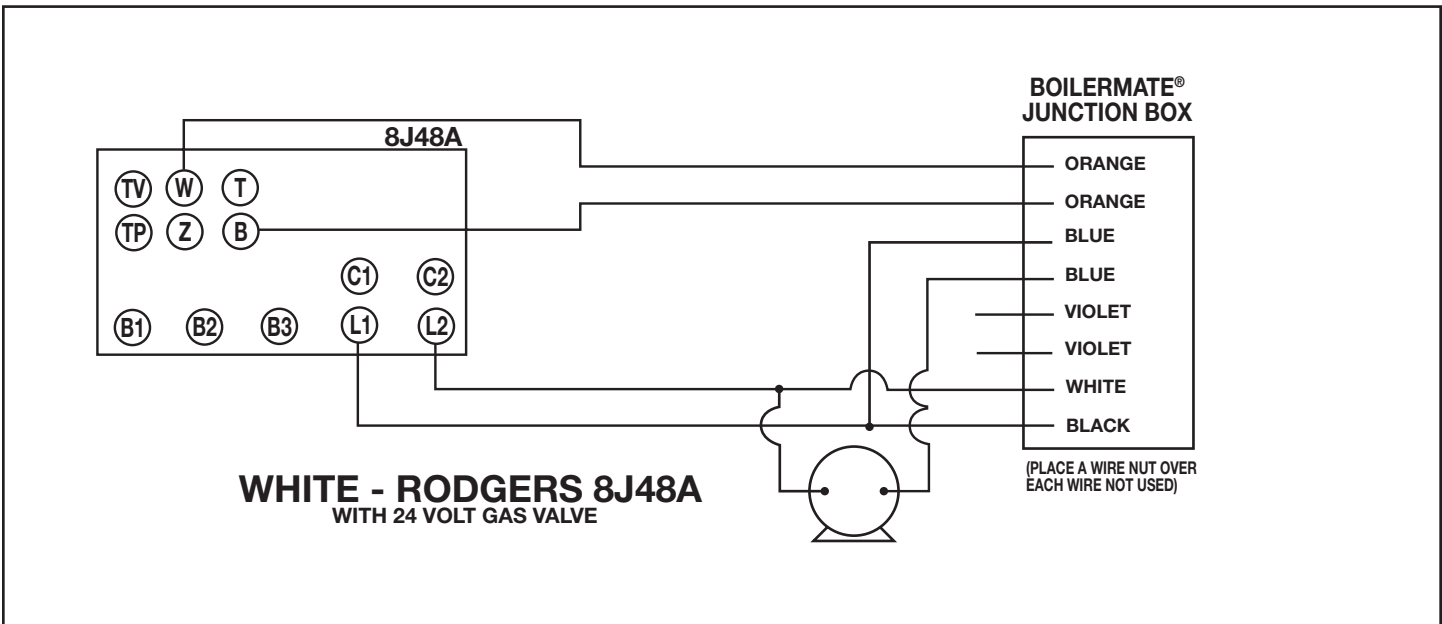 BOILERMATE®
JUNCTION BOX
8J48A
TV W T
TP Z B
C1 C2
B1 B2 B3 L1 L2
ORANGE
ORANGE
BLUE
BLUE
VIOLET
VIOLET
WHITE
BLACK
(PLACE A WIRE NUT OVER
EACH WIRE NOT USED)
WHITE - RODGERS 8J48A
WITH 24 VOLT GAS VALVE